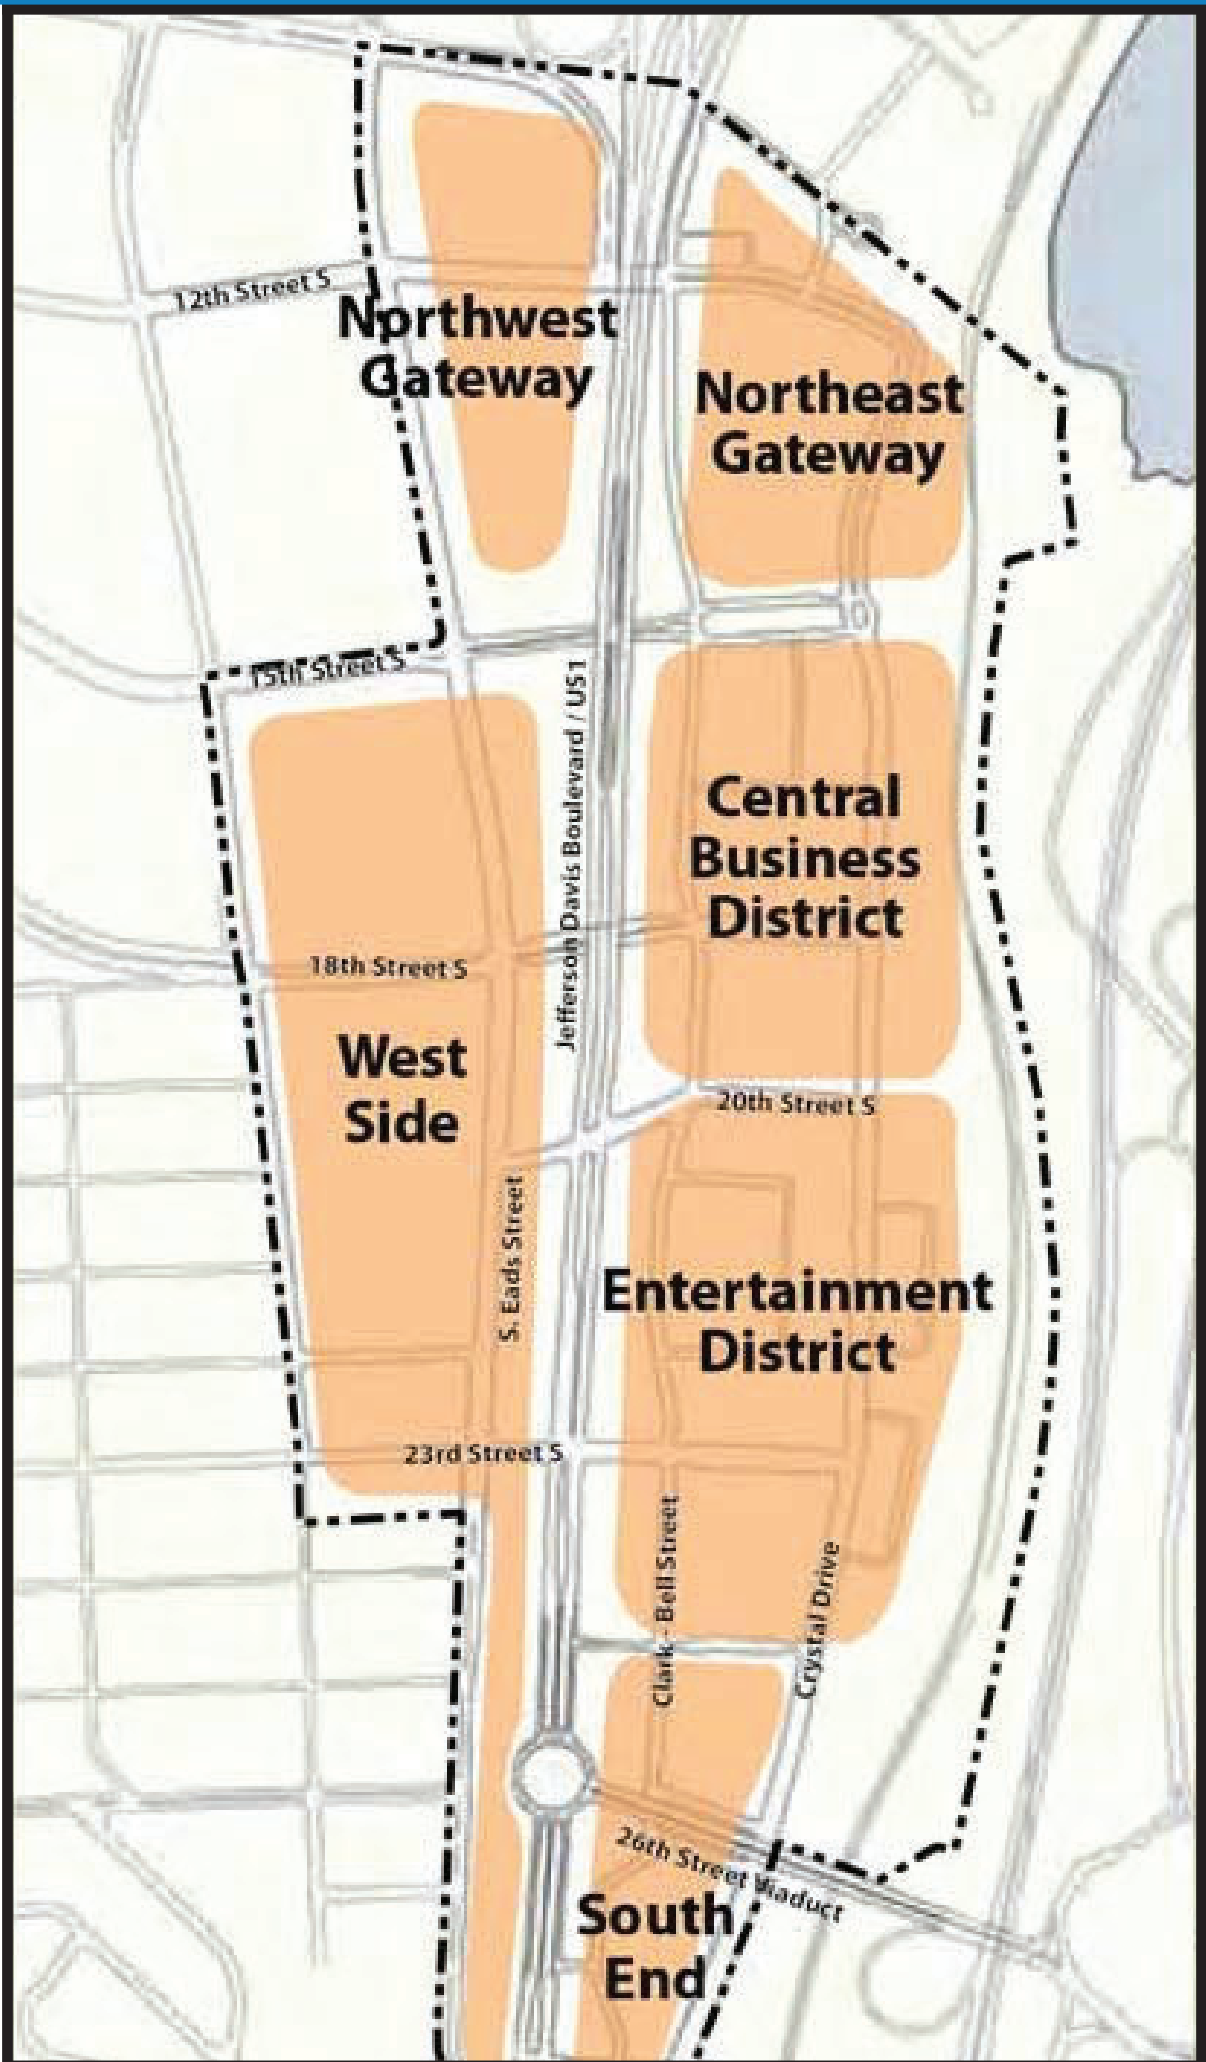 12th Street S
Northwest
Gateway
Northeast
Gateway
15th Street S
Jefferson Davis Boulevard / US1
Central
Business
District
18th Street S
West
Side
20th Street S
S. Eads Street
Entertainment
District
23rd Street S
Clark - Bell Street
Crystal Drive
26th Street Viaduct
South
End